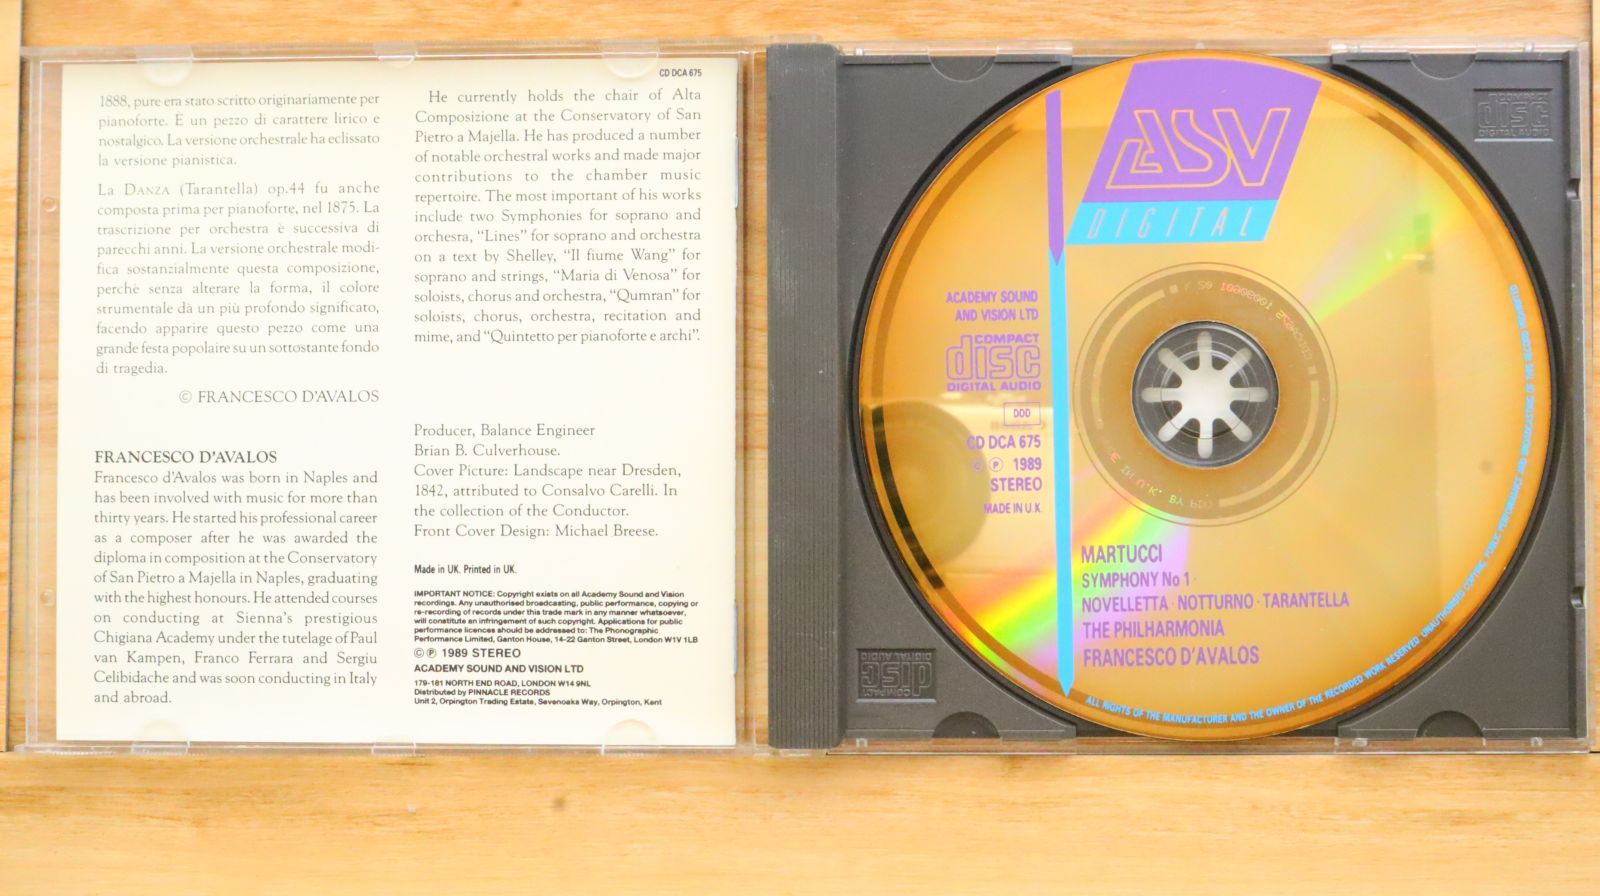 CD DCA 675
1888, pure era stato scritto originariamente per
pianoforte. È un pezzo di carattere lirico e
nostalgico. La versione orchestrale ha eclissato
la versione pianistica.
La DANZA (Tarantella) op.44 fu anche
composta prima per pianoforte, nel 1875. La
trascrizione per orchestra è successiva di
parecchi anni. La versione orchestrale modi-
fica sostanzialmente questa composizione,
perchè senza alterare la forma, il colore
strumentale dà un più profondo significato,
facendo apparire questo pezzo come una
grande festa popolare su un sottostante fondo
di tragedia.
© FRANCESCO D'AVALOS
FRANCESCO D'AVALOS
Francesco d'Avalos was born in Naples and
has been involved with music for more than
thirty years. He started his professional career
as a composer after he was awarded the
diploma in composition at the Conservatory
of San Pietro a Majella in Naples, graduating
with the highest honours. He attended courses
on conducting at Sienna's prestigious
Chigiana Academy under the tutelage of Paul
van Kampen, Franco Ferrara and Sergiu
Celibidache and was soon conducting in Italy
and abroad.
He currently holds the chair of Alta
Composizione at the Conservatory of San
Pietro a Majella. He has produced a number
of notable orchestral works and made major
contributions to the chamber music
repertoire. The most important of his works
include two Symphonies for soprano and
orchesra, "Lines" for soprano and orchestra
on a text by Shelley, "Il fiume Wang" for
soprano and strings, "Maria di Venosa" for
soloists, chorus and orchestra, "Qumran" for
soloists, chorus, orchestra, recitation and
mime, and "Quintetto per pianoforte e archi".
Producer, Balance Engineer
Brian B. Culverhouse.
Cover Picture: Landscape near Dresden,
1842, attributed to Consalvo Carelli. In
the collection of the Conductor.
Front Cover Design: Michael Breese.
Made in UK. Printed in UK.
IMPORTANT NOTICE: Copyright exists on all Academy Sound and Vision
recordings. Any unauthorised broadcasting, public performance, copying or
re-recording of records under this trade mark in any manner whatsoever,
will constitute an infringement of such copyright. Applications for public
performance licences should be addressed to: The Phonographic
Performance Limited, Ganton House, 14-22 Ganton Street, London W1V 1LB
© ℗ 1989 STEREO
ACADEMY SOUND AND VISION LTD
179-181 NORTH END ROAD, LONDON W14 9NL
Distributed by PINNACLE RECORDS
Unit 2, Orpington Trading Estate, Sevenoaks Way, Orpington, Kent
ASV
DIGITAL
ACADEMY SOUND
AND VISION LTD
COMPACT
disc
DIGITAL AUDIO
DDD
CD DCA 675
© ℗ 1989
STEREO
MADE IN U.K.
MARTUCCI
SYMPHONY No 1 ·
NOVELLETTA · NOTTURNO · TARANTELLA
THE PHILHARMONIA
FRANCESCO D'AVALOS
ALL RIGHTS OF THE MANUFACTURER AND THE OWNER OF THE RECORDED WORK RESERVED. UNAUTHORISED COPYING, PUBLIC PERFORMANCE AND BROADCASTING OF THIS RECORD PROHIBITED
COMPACT
disc
DIGITAL AUDIO
COMPACT
disc
DIGITAL AUDIO